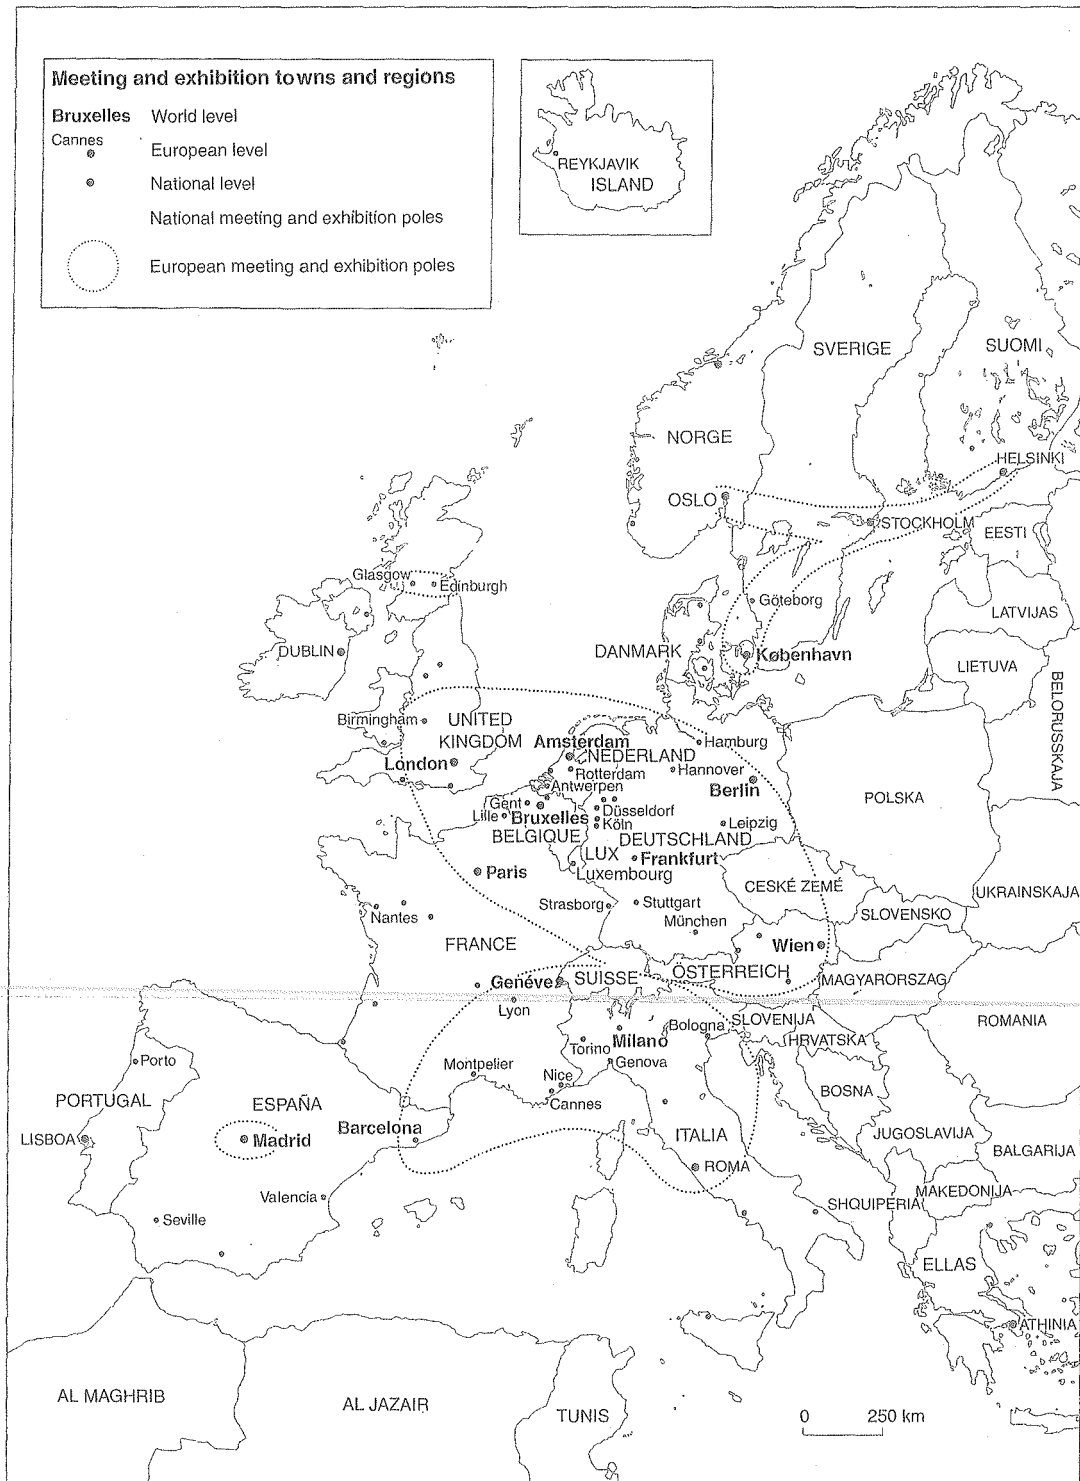 Meeting and exhibition towns and regions
Bruxelles World level
Cannes
European level
National level
National meeting and exhibition poles
European meeting and exhibition poles
REYKJAVIK
ISLAND
SVERIGE
SUOMI
NORGE
HELSINKI
OSLO
STOCKHOLM
EESTI
Glasgow
Edinburgh
Göteborg
LATVIJAS
DUBLIN
DANMARK
København
LIETUVA
BELORUSSKAJA
Birmingham
UNITED
KINGDOM
Amsterdam
Hamburg
NEDERLAND
London
Rotterdam
Hannover
Antwerpen
Berlin
POLSKA
Gent
Düsseldorf
Lille
Bruxelles
Köln
Leipzig
BELGIQUE
DEUTSCHLAND
LUX
Frankfurt
Paris
Luxembourg
CESKÉ ZEMÉ
UKRAINSKAJA
Strasborg
Stuttgart
Nantes
München
SLOVENSKO
FRANCE
Wien
Genéve
SUISSE
ÖSTERREICH
MAGYARORSZAG
Lyon
Bologna
SLOVENIJA
ROMANIA
Torino
Milano
HRVATSKA
Porto
Montpelier
Genova
Nice
Cannes
BOSNA
PORTUGAL
ESPAÑA
LISBOA
Madrid
Barcelona
ITALIA
JUGOSLAVIJA
BALGARIJA
ROMA
Valencia
MAKEDONIJA
SHQUIPERIA
Seville
ELLAS
ATHINIA
AL MAGHRIB
AL JAZAIR
TUNIS
0 250 km